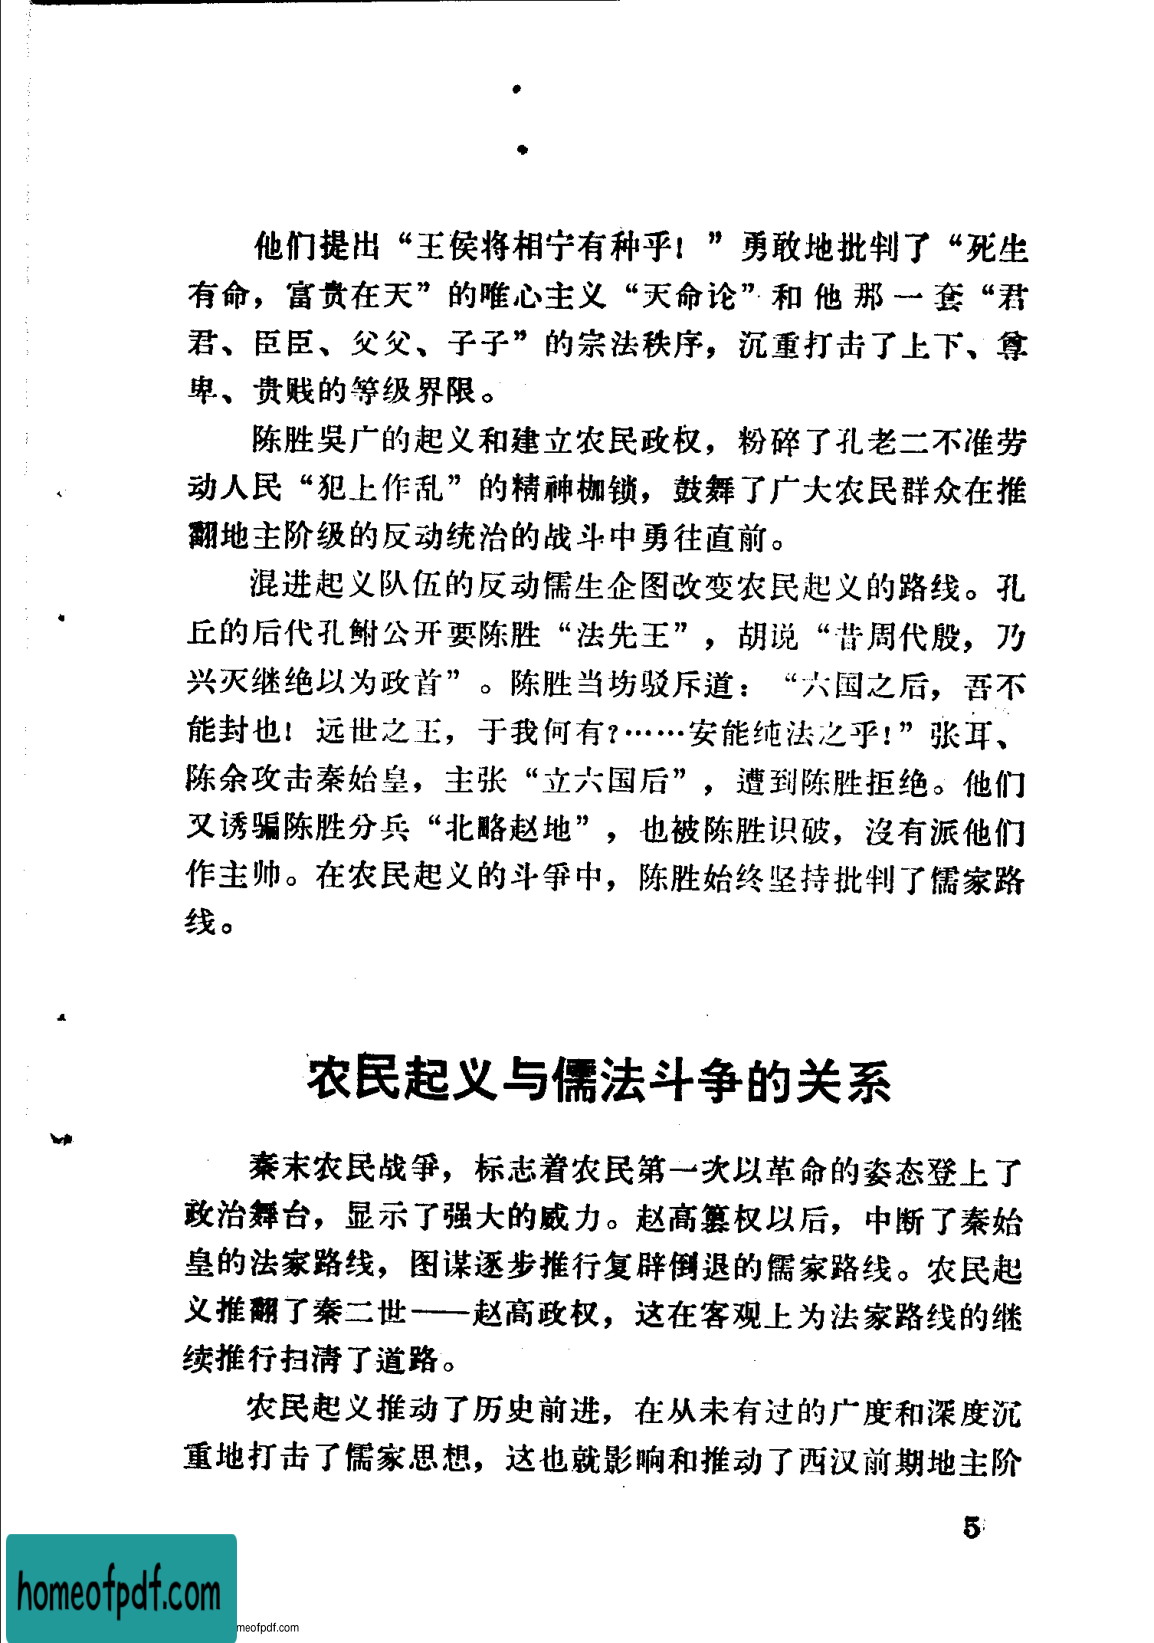 他们提出“王侯将相宁有种乎！”勇敢地批判了“死生
有命，富贵在天”的唯心主义“天命论”和他那一套“君
君、臣臣、父父、子子”的宗法秩序，沉重打击了上下、尊
卑、贵贱的等级界限。
陈胜吳广的起义和建立农民政权，粉碎了孔老二不准劳
动人民“犯上作乱”的精神枷锁，鼓舞了广大农民群众在推
翻地主阶级的反动统治的战斗中勇往直前。
混进起义队伍的反动儒生企图改变农民起义的路线。孔
丘的后代孔鲋公开要陈胜“法先王”，胡说“昔周代殷，乃
兴灭继绝以为政首”。陈胜当场驳斥道：“六国之后，吾不
能封也！远世之王，于我何有？……安能纯法之乎！”张耳、
陈余攻击秦始皇，主张“立六国后”，遭到陈胜拒绝。他们
又诱骗陈胜分兵“北略赵地”，也被陈胜识破，沒有派他们
作主帅。在农民起义的斗爭中，陈胜始终坚持批判了儒家路
线。
农民起义与儒法斗争的关系
秦末农民战爭，标志着农民第一次以革命的姿态登上了
政治舞台，显示了强大的威力。赵高篡权以后，中断了秦始
皇的法家路线，图谋逐步推行复辟倒退的儒家路线。农民起
义推翻了秦二世——赵高政权，这在客观上为法家路线的继
续推行扫清了道路。
农民起义推动了历史前进，在从未有过的广度和深度沉
重地打击了儒家思想，这也就影响和推动了西汉前期地主阶
5
homeofpdf.com
meofpdf.com